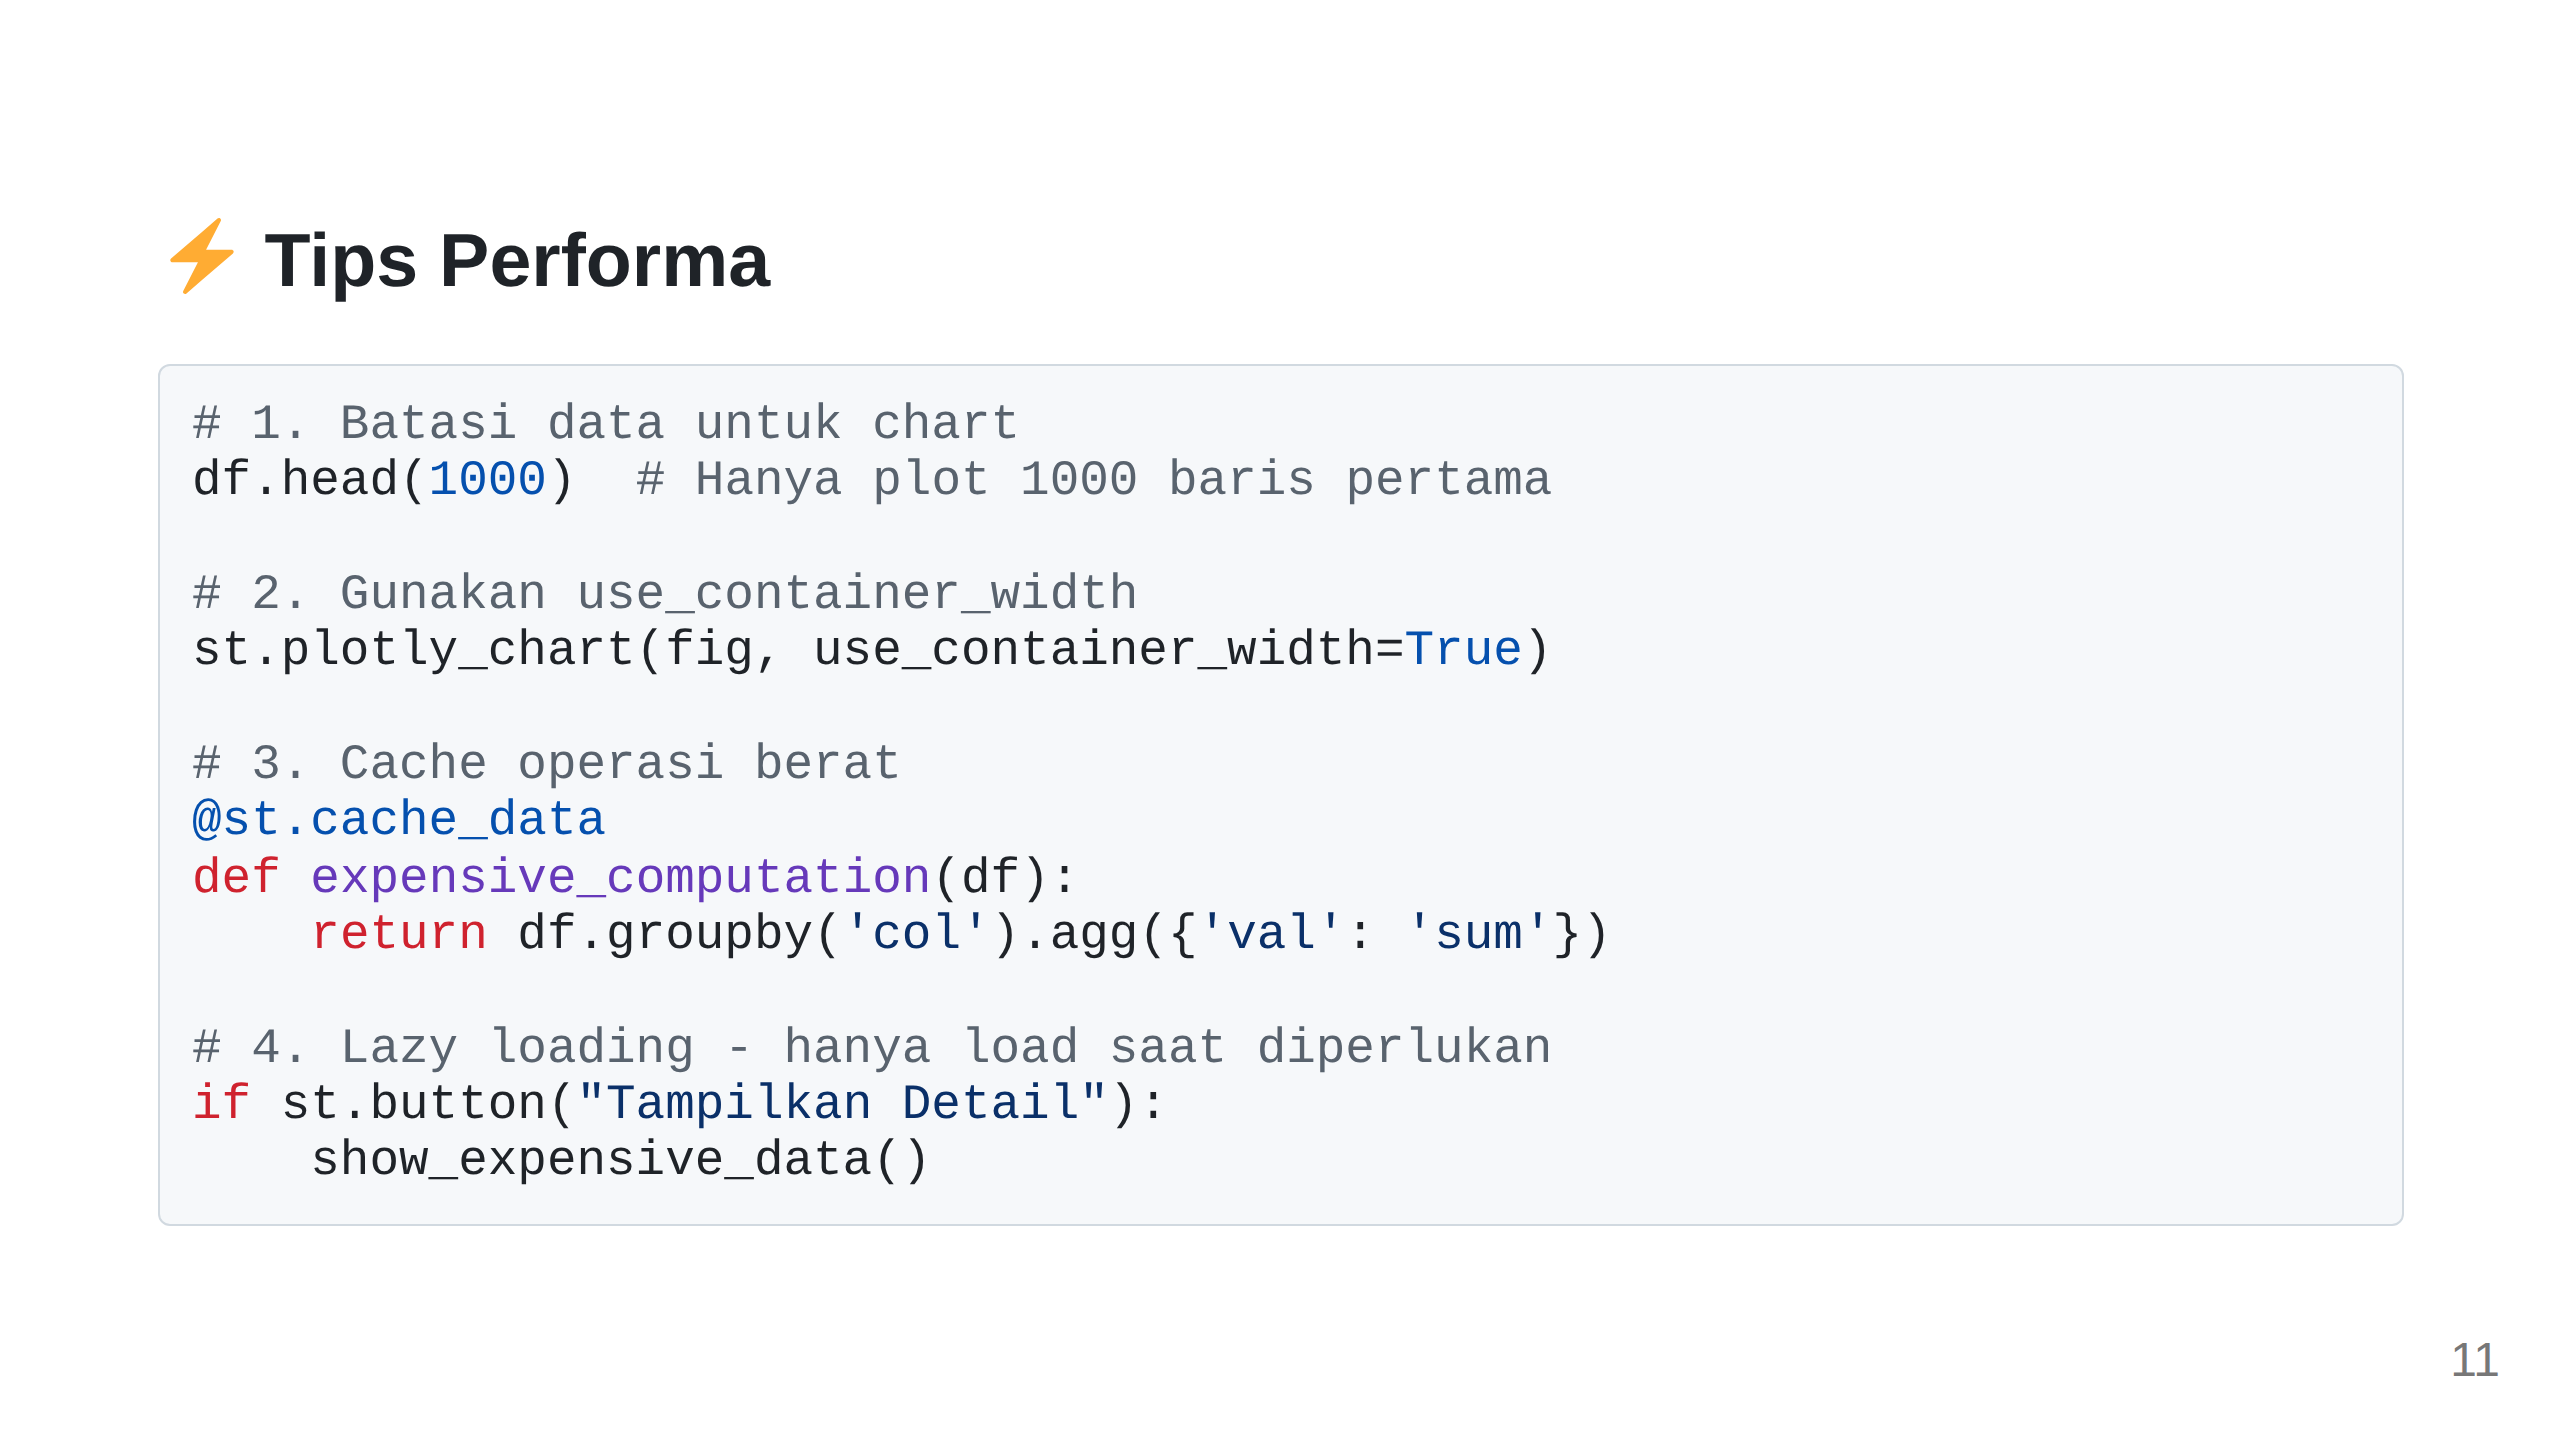 ⚡ Tips Performa
# 1. Batasi data untuk chart
df.head(1000)  # Hanya plot 1000 baris pertama

# 2. Gunakan use_container_width
st.plotly_chart(fig, use_container_width=True)

# 3. Cache operasi berat
@st.cache_data
def expensive_computation(df):
    return df.groupby('col').agg({'val': 'sum'})

# 4. Lazy loading - hanya load saat diperlukan
if st.button("Tampilkan Detail"):
    show_expensive_data()
11